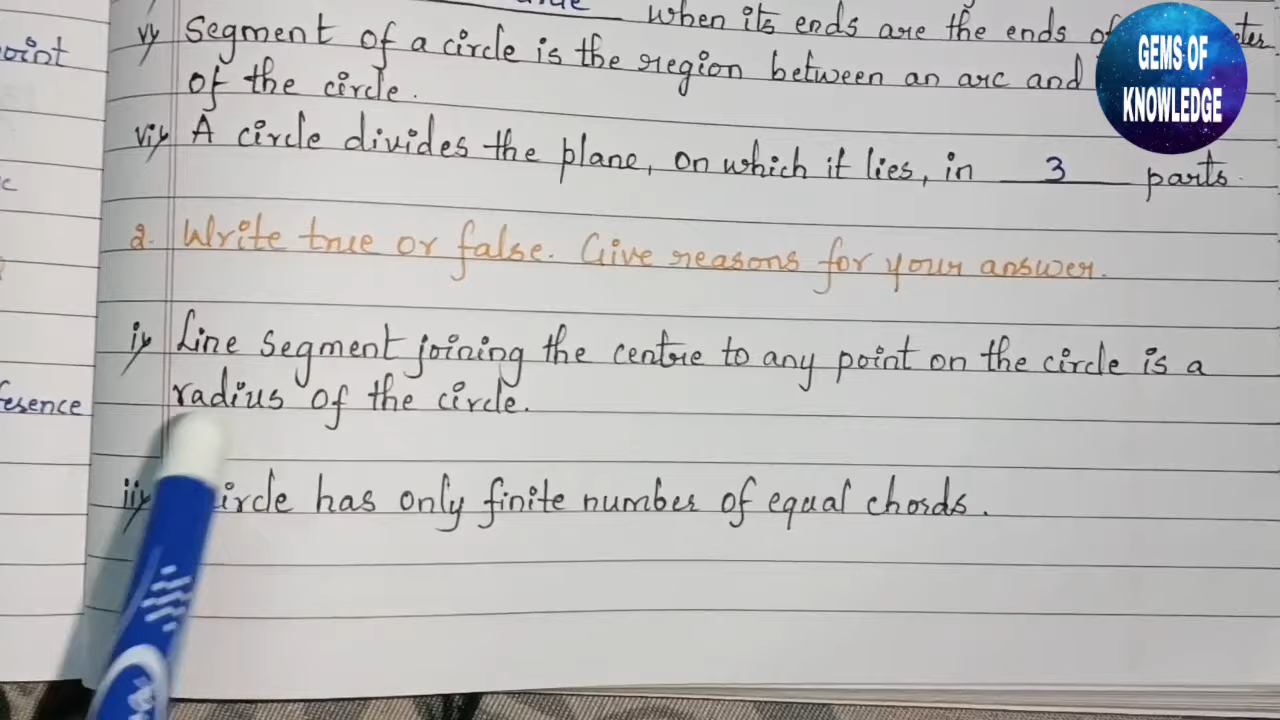 when its ends are the ends of
v) Segment of a circle is the region between an arc and
of the circle.
vi) A circle divides the plane, on which it lies, in 3 parts.
2. Write true or false. Give reasons for your answer.
i) Line segment joining the centre to any point on the circle is a
radius of the circle.
ii) circle has only finite number of equal chords.
oint
c
fesence
GEMS OF
KNOWLEDGE